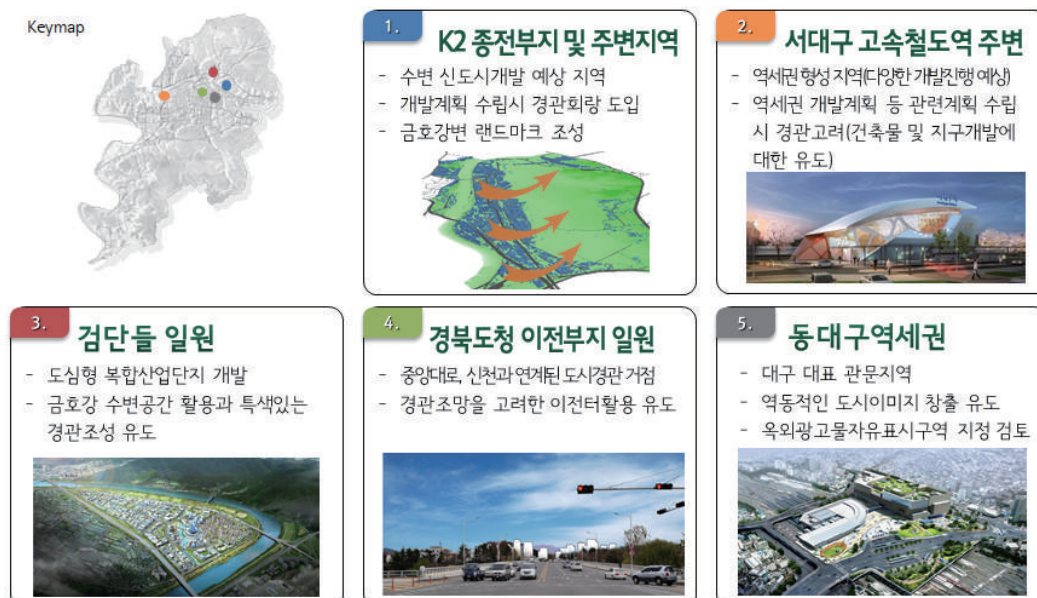 Keymap
1.
K2 종전부지 및 주변지역
- 수변 신도시개발 예상 지역
- 개발계획 수립시 경관회랑 도입
- 금호강변 랜드마크 조성
2.
서대구 고속철도역 주변
- 역세권 형성 지역(다양한 개발진행 예상)
- 역세권 개발계획 등 관련계획 수립
시 경관고려(건축물 및 지구개발에
대한 유도)
3.
검단들 일원
- 도심형 복합산업단지 개발
- 금호강 수변공간 활용과 특색있는
경관조성 유도
4.
경북도청 이전부지 일원
- 중앙대로, 신천과 연계된 도시경관 거점
- 경관조망을 고려한 이전터활용 유도
5.
동대구역세권
- 대구 대표 관문지역
- 역동적인 도시이미지 창출 유도
- 옥외광고물자유표시구역 지정 검토